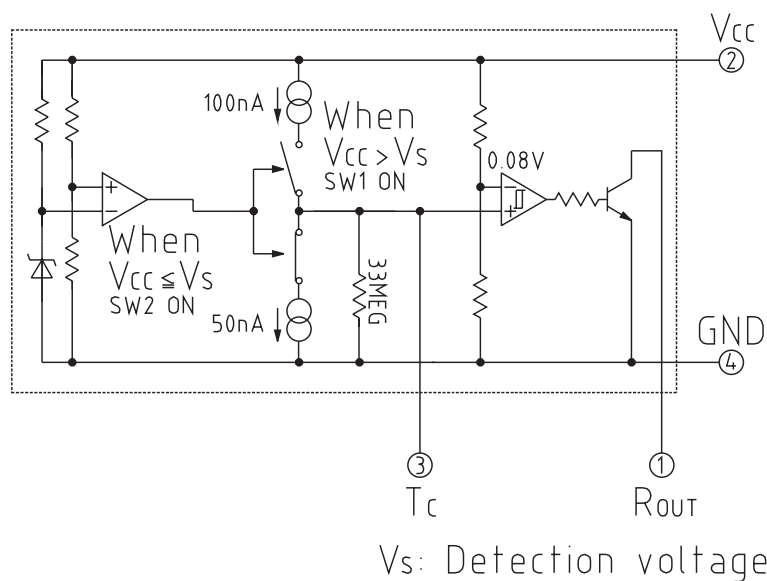 VCC
2
100nA
When
VCC > VS
SW1 ON
0.08V
+
−
−
+
When
VCC ≤ VS
SW2 ON
33MEG
50nA
GND
4
3
1
TC
ROUT
VS: Detection voltage